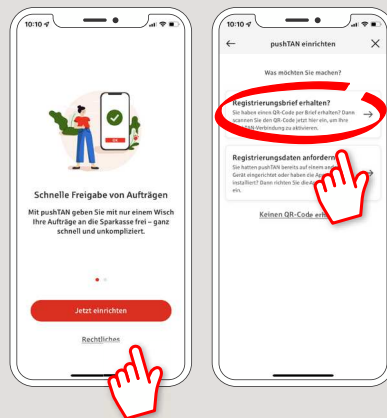 10:10
Schnelle Freigabe von Aufträgen
Mit pushTAN geben Sie mit nur einem Wisch
Ihre Aufträge an die Sparkasse frei – ganz
schnell und unkompliziert.
Jetzt einrichten
Rechtliches
10:10
pushTAN einrichten
Was möchten Sie machen?
Registrierungsbrief erhalten?
Sie haben einen QR-Code per Brief erhalten? Dann
scannen Sie den QR-Code jetzt hier ein, um Ihre
-Verbindung zu aktivieren.
Registrierungsdaten anfordern
Sie hatten pushTAN bereits auf einem
Gerät eingerichtet oder haben die App
installiert? Dann richten Sie die
ein.
Keinen QR-Code